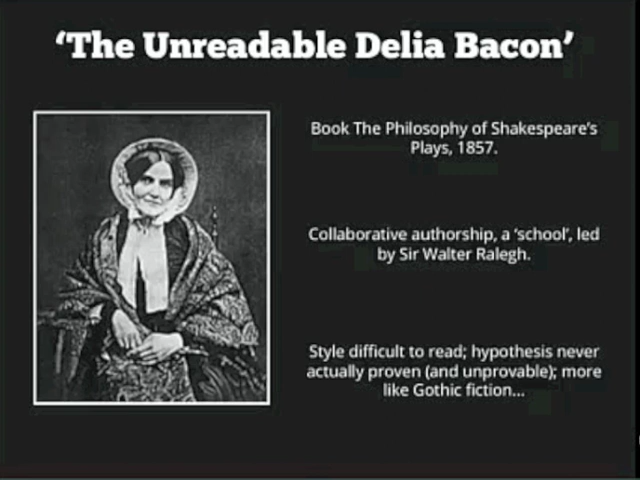 ‘The Unreadable Delia Bacon’
Book The Philosophy of Shakespeare's
Plays, 1857.
Collaborative authorship, a ‘school’, led
by Sir Walter Ralegh.
Style difficult to read; hypothesis never
actually proven (and unprovable); more
like Gothic fiction...